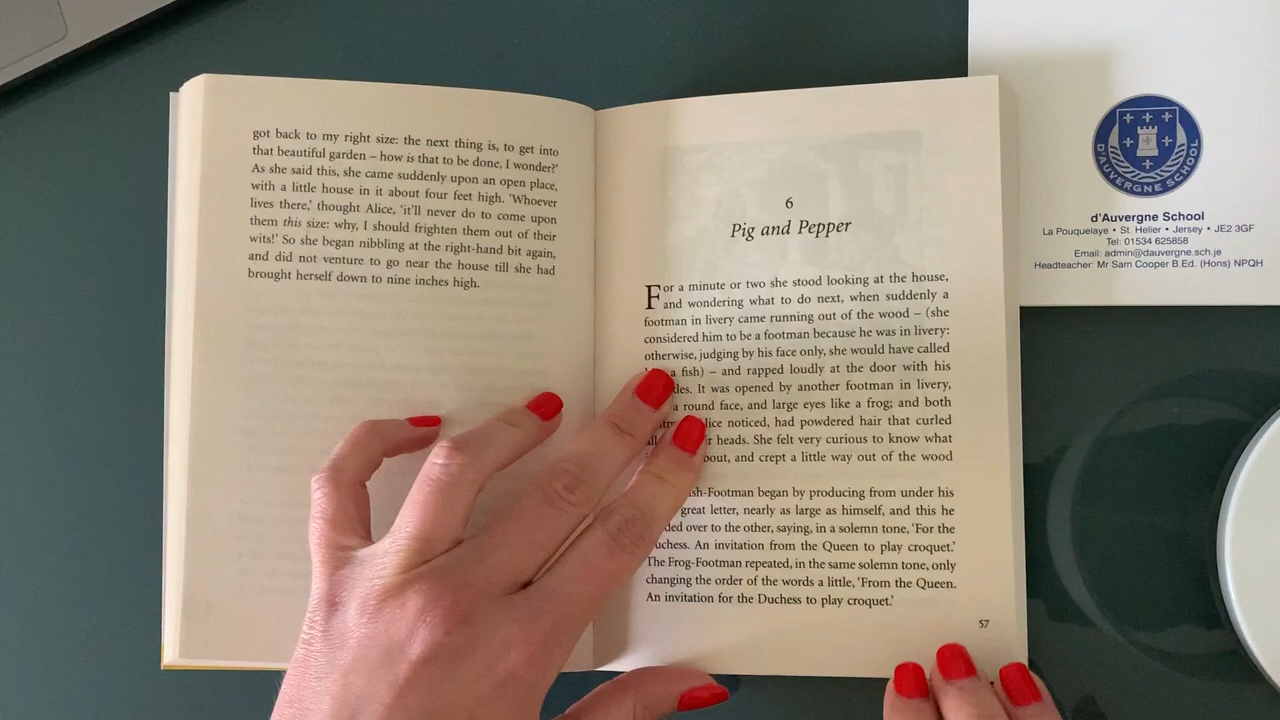 got back to my right size: the next thing is, to get into
that beautiful garden – how is that to be done, I wonder?’
As she said this, she came suddenly upon an open place,
with a little house in it about four feet high. ‘Whoever
lives there,’ thought Alice, ‘it’ll never do to come upon
them this size: why, I should frighten them out of their
wits!’ So she began nibbling at the right-hand bit again,
and did not venture to go near the house till she had
brought herself down to nine inches high.
6
Pig and Pepper
For a minute or two she stood looking at the house,
and wondering what to do next, when suddenly a
footman in livery came running out of the wood – (she
considered him to be a footman because he was in livery:
otherwise, judging by his face only, she would have called
a fish) – and rapped loudly at the door with his
It was opened by another footman in livery,
a round face, and large eyes like a frog; and both
noticed, had powdered hair that curled
heads. She felt very curious to know what
and crept a little way out of the wood
began by producing from under his
great letter, nearly as large as himself, and this he
over to the other, saying, in a solemn tone, ‘For the
An invitation from the Queen to play croquet.’
The Frog-Footman repeated, in the same solemn tone, only
changing the order of the words a little, ‘From the Queen.
An invitation for the Duchess to play croquet.’
57
D'AUVERGNE SCHOOL
d'Auvergne School
La Pouquelaye • St. Helier • Jersey • JE2 3GF
Tel: 01534 625858
Email: admin@dauvergne.sch.je
Headteacher: Mr Sam Cooper B.Ed. (Hons) NPQH